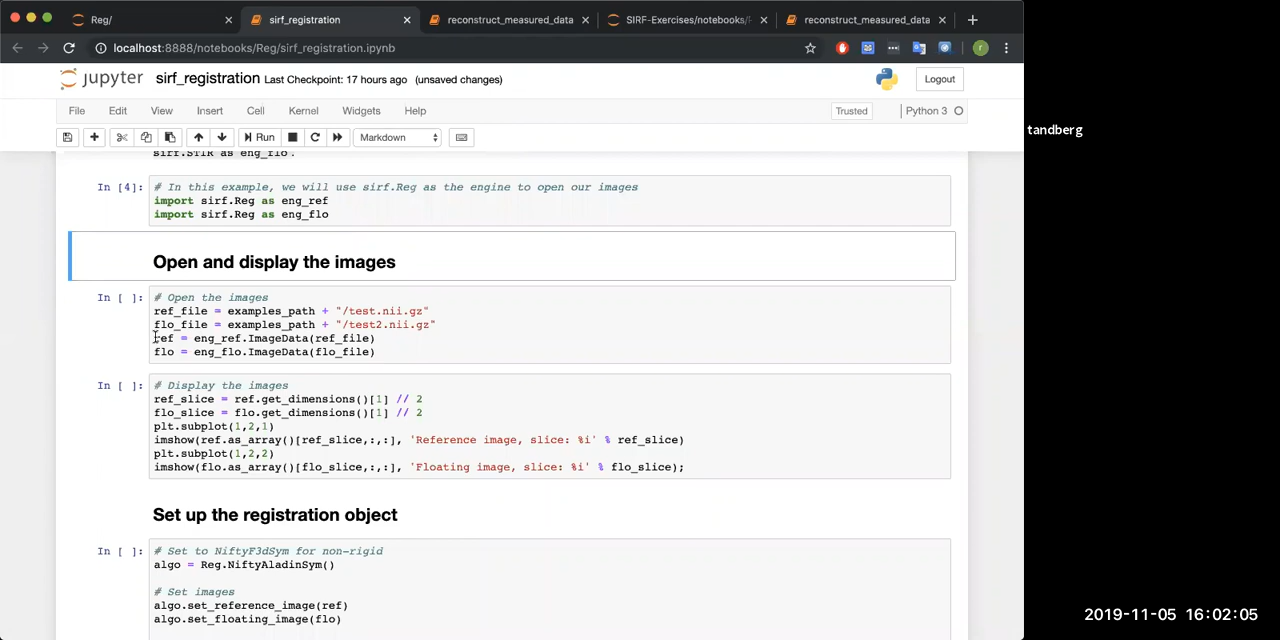 Reg/
sirf_registration
reconstruct_measured_data
SIRF-Exercises/notebooks/
reconstruct_measured_data
localhost:8888/notebooks/Reg/sirf_registration.ipynb
jupyter sirf_registration Last Checkpoint: 17 hours ago (unsaved changes)
Logout
File Edit View Insert Cell Kernel Widgets Help
Trusted
Python 3
Run
Markdown
sirf.STIR as eng_flo .
In [4]: # In this example, we will use sirf.Reg as the engine to open our images
import sirf.Reg as eng_ref
import sirf.Reg as eng_flo
Open and display the images
In [ ]: # Open the images
ref_file = examples_path + "/test.nii.gz"
flo_file = examples_path + "/test2.nii.gz"
ref = eng_ref.ImageData(ref_file)
flo = eng_flo.ImageData(flo_file)
In [ ]: # Display the images
ref_slice = ref.get_dimensions()[1] // 2
flo_slice = flo.get_dimensions()[1] // 2
plt.subplot(1,2,1)
imshow(ref.as_array()[ref_slice,:,:], 'Reference image, slice: %i' % ref_slice)
plt.subplot(1,2,2)
imshow(flo.as_array()[flo_slice,:,:], 'Floating image, slice: %i' % flo_slice);
Set up the registration object
In [ ]: # Set to NiftyF3dSym for non-rigid
algo = Reg.NiftyAladinSym()
# Set images
algo.set_reference_image(ref)
algo.set_floating_image(flo)
tandberg
2019-11-05 16:02:05